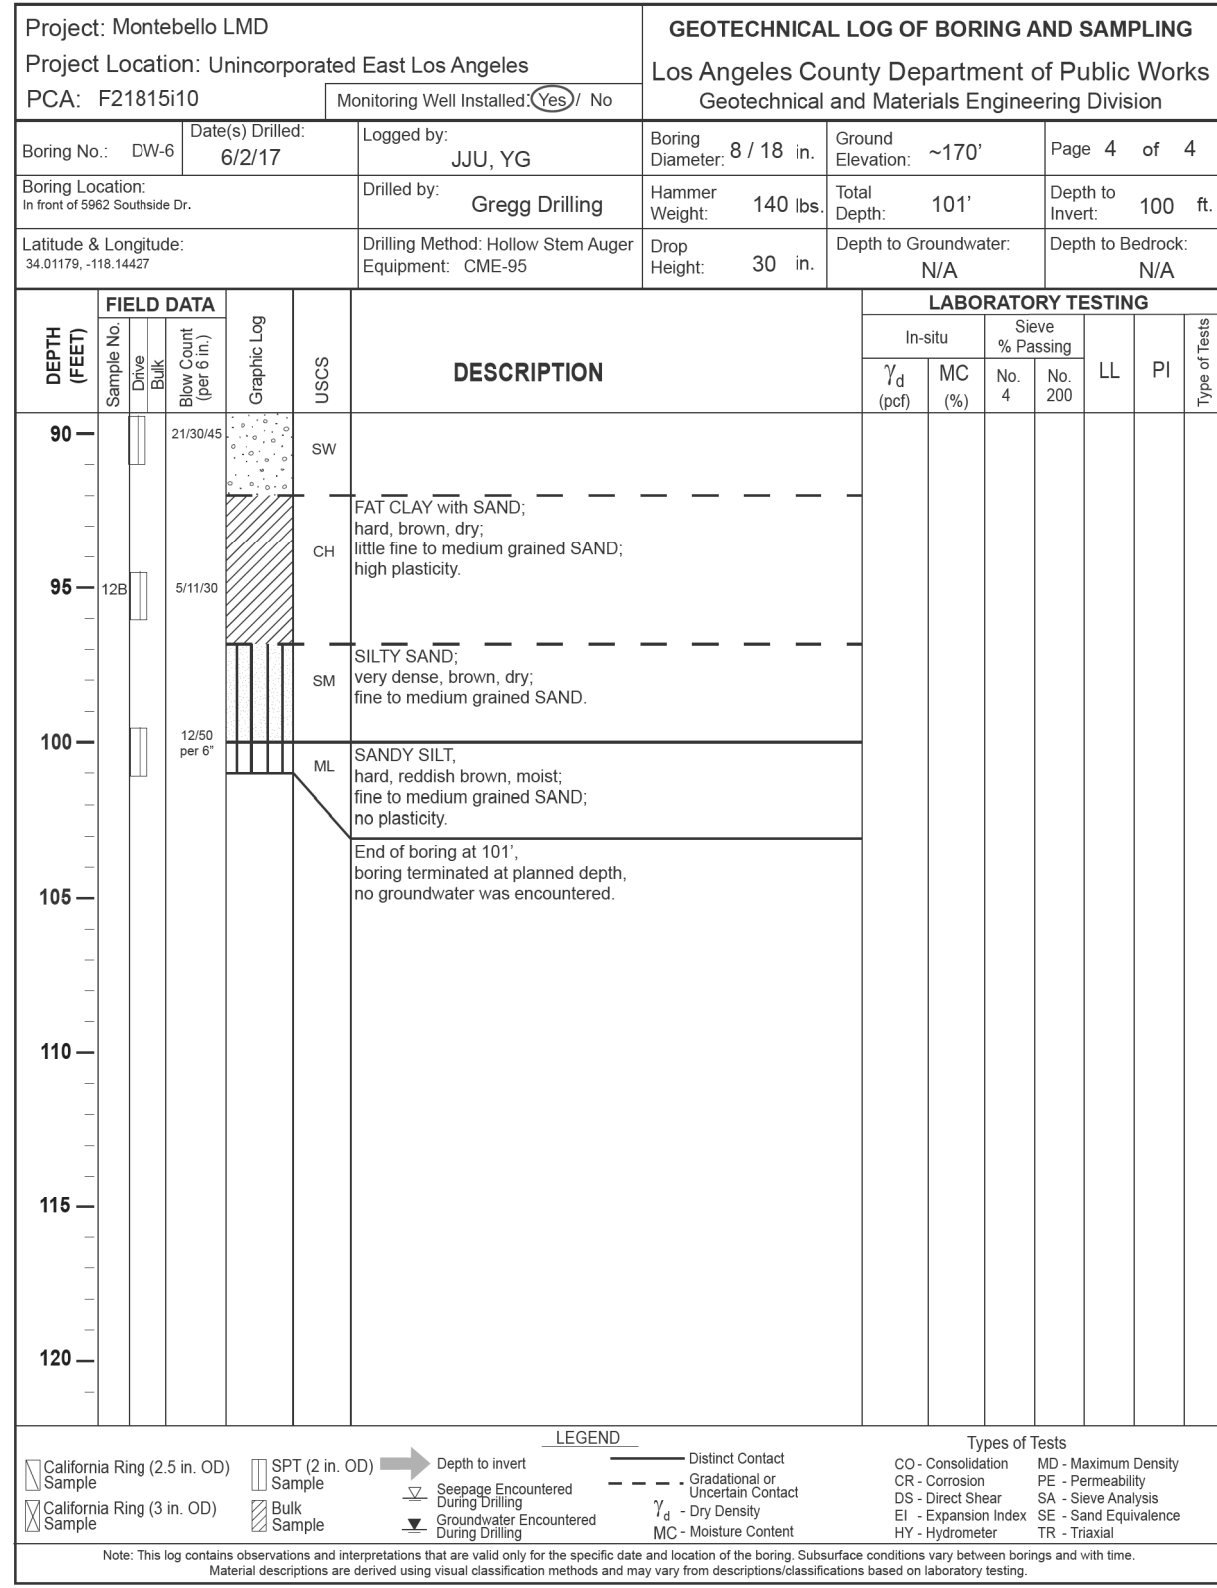 Project: Montebello LMD
Project Location: Unincorporated East Los Angeles
PCA: F21815i10
Monitoring Well Installed: Yes / No
GEOTECHNICAL LOG OF BORING AND SAMPLING
Los Angeles County Department of Public Works
Geotechnical and Materials Engineering Division
Boring No.: DW-6
Date(s) Drilled:
6/2/17
Logged by:
JJU, YG
Boring
Diameter: 8 / 18 in.
Ground
Elevation: ~170’
Page 4 of 4
Boring Location:
In front of 5962 Southside Dr.
Drilled by:
Gregg Drilling
Hammer
Weight: 140 lbs.
Total
Depth: 101’
Depth to
Invert: 100 ft.
Latitude & Longitude:
34.01179, -118.14427
Drilling Method: Hollow Stem Auger
Equipment: CME-95
Drop
Height: 30 in.
Depth to Groundwater:
N/A
Depth to Bedrock:
N/A
DEPTH
(FEET)
FIELD DATA
Sample No.
Drive
Bulk
Blow Count
(per 6 in.)
Graphic Log
USCS
DESCRIPTION
LABORATORY TESTING
In-situ
γd
(pcf)
MC
(%)
Sieve
% Passing
No.
4
No.
200
LL
PI
Type of Tests
90
21/30/45
SW
FAT CLAY with SAND;
hard, brown, dry;
little fine to medium grained SAND;
high plasticity.
CH
95
12B
5/11/30
SILTY SAND;
very dense, brown, dry;
fine to medium grained SAND.
SM
100
12/50
per 6”
ML
SANDY SILT,
hard, reddish brown, moist;
fine to medium grained SAND;
no plasticity.
End of boring at 101’,
boring terminated at planned depth,
no groundwater was encountered.
105
110
115
120
LEGEND
California Ring (2.5 in. OD)
Sample
California Ring (3 in. OD)
Sample
SPT (2 in. OD)
Sample
Bulk
Sample
Depth to invert
Seepage Encountered
During Drilling
Groundwater Encountered
During Drilling
Distinct Contact
Gradational or
Uncertain Contact
γd - Dry Density
MC - Moisture Content
Types of Tests
CO - Consolidation
CR - Corrosion
DS - Direct Shear
EI - Expansion Index
HY - Hydrometer
MD - Maximum Density
PE - Permeability
SA - Sieve Analysis
SE - Sand Equivalence
TR - Triaxial
Note: This log contains observations and interpretations that are valid only for the specific date and location of the boring. Subsurface conditions vary between borings and with time.
Material descriptions are derived using visual classification methods and may vary from descriptions/classifications based on laboratory testing.